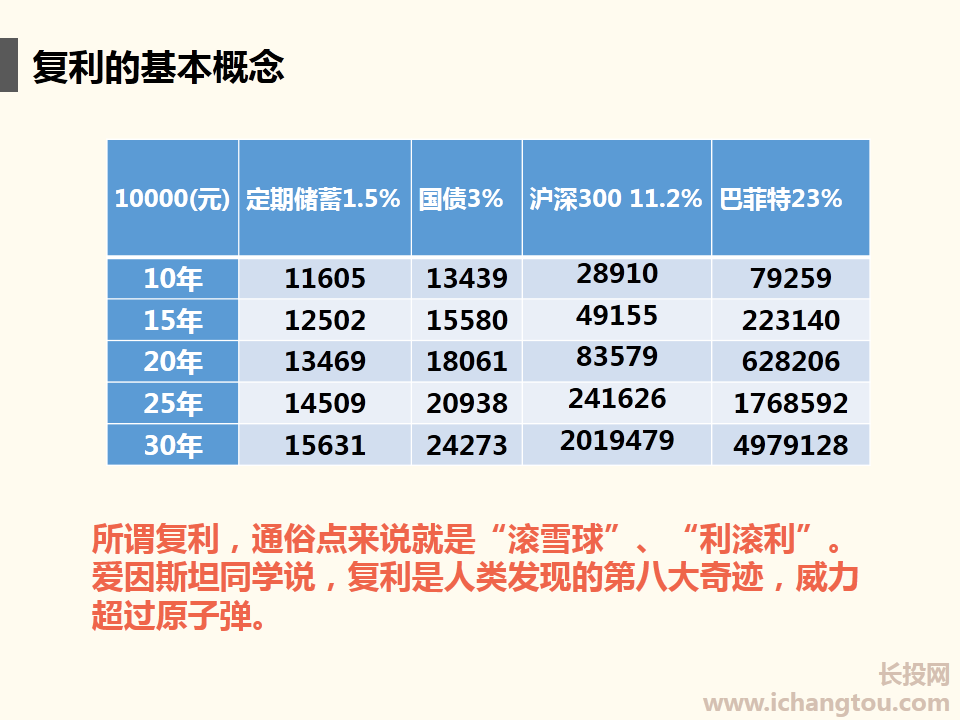 复利的基本概念
10000(元) 定期储蓄1.5% 国债3% 沪深300 11.2% 巴菲特23%
10年 11605 13439 28910 79259
15年 12502 15580 49155 223140
20年 13469 18061 83579 628206
25年 14509 20938 241626 1768592
30年 15631 24273 2019479 4979128
所谓复利，通俗点来说就是“滚雪球”、“利滚利”。
爱因斯坦同学说，复利是人类发现的第八大奇迹，威力
超过原子弹。
长投网
www.ichangtou.com